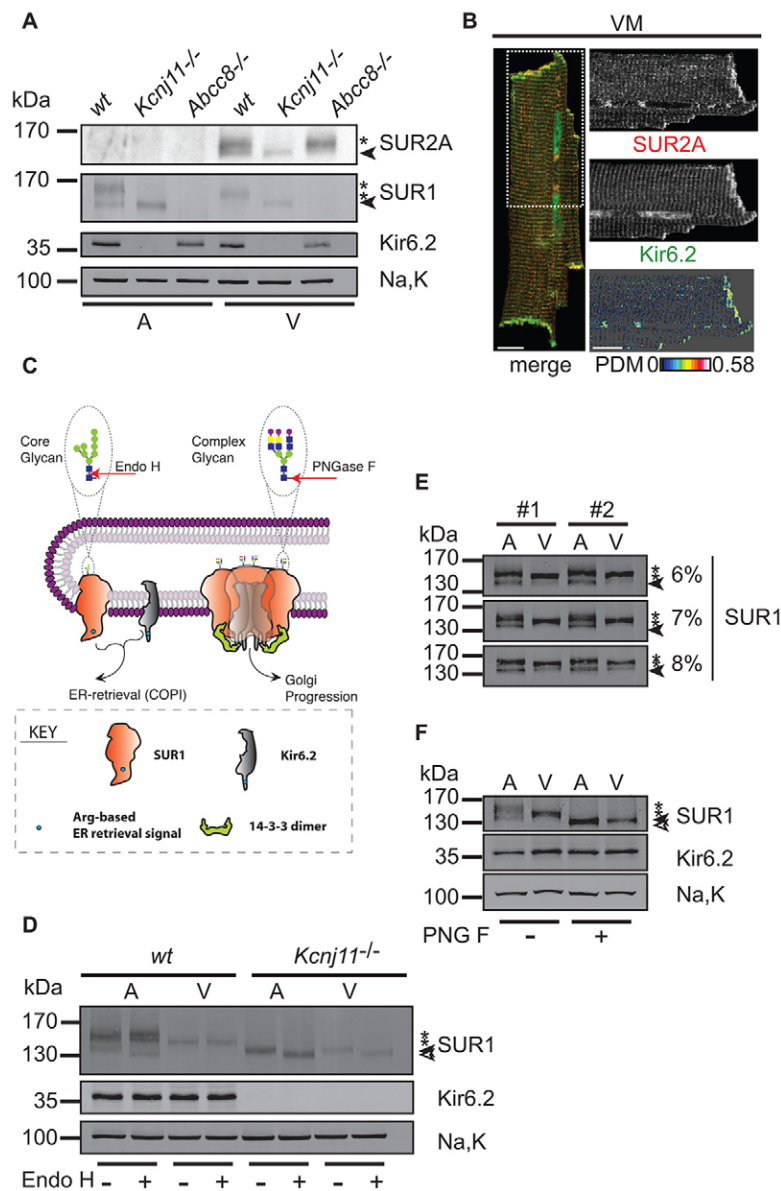 A
kDa
wt
Kcnj11-/-
Abcc8-/-
wt
Kcnj11-/-
Abcc8-/-
170
* SUR2A
170
*
* SUR1
35
Kir6.2
100
Na,K
A V
B
VM
SUR2A
Kir6.2
merge
PDM 0 0.58
C
Core
Glycan
Endo H
Complex
Glycan
PNGase F
ER-retrieval (COPI)
Golgi
Progression
KEY
SUR1
Kir6.2
Arg-based
ER retrieval signal
14-3-3 dimer
D
wt Kcnj11-/-
kDa
A V A V
170
130
*
* SUR1
35
Kir6.2
100
Na,K
Endo H - + - + - + - +
E
#1 #2
kDa
A V A V
170
130
*
* 6%
170
130
*
* 7%
170
130
*
* 8%
SUR1
F
kDa
A V A V
170
130
*
* SUR1
35
Kir6.2
100
Na,K
PNG F - +